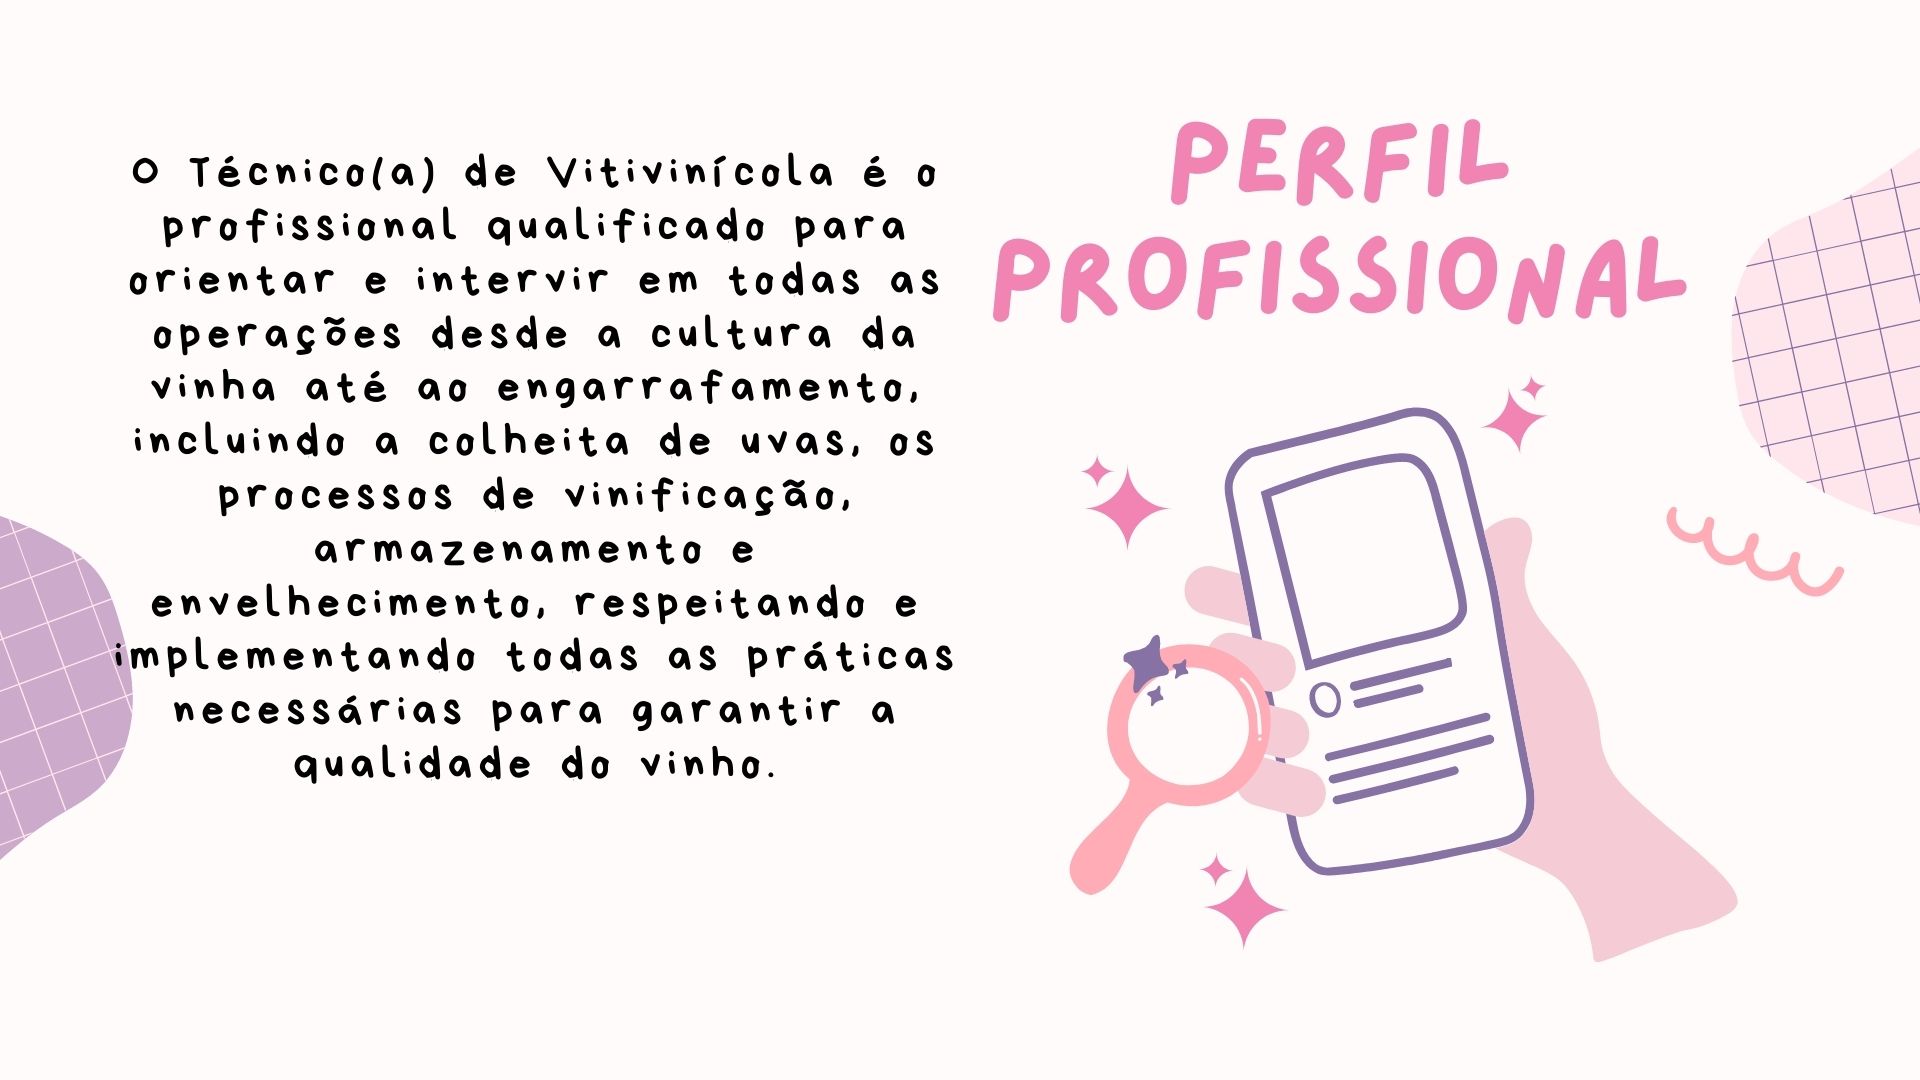 PERFIL
PROFISSIONAL
O Técnico(a) de Vitivinícola é o
profissional qualificado para
orientar e intervir em todas as
operações desde a cultura da
vinha até ao engarrafamento,
incluindo a colheita de uvas, os
processos de vinificação,
armazenamento e
envelhecimento, respeitando e
implementando todas as práticas
necessárias para garantir a
qualidade do vinho.